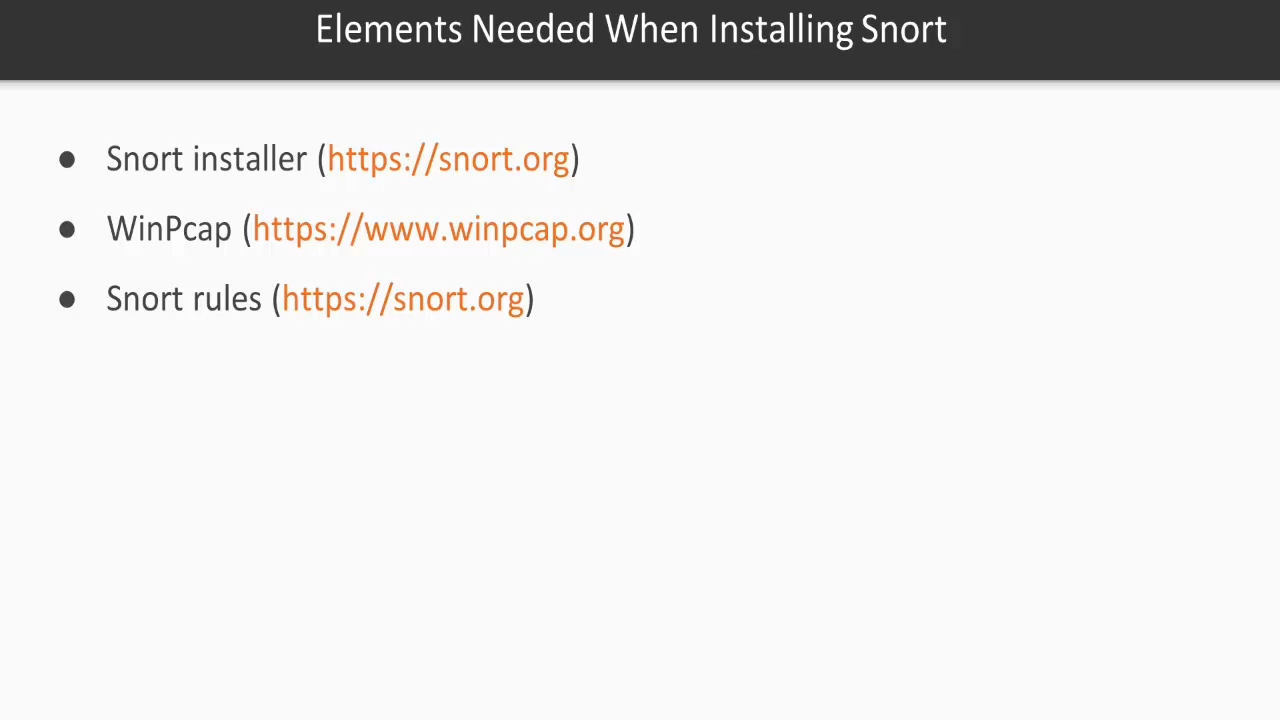 Elements Needed When Installing Snort
● Snort installer (https://snort.org)
● WinPcap (https://www.winpcap.org)
● Snort rules (https://snort.org)